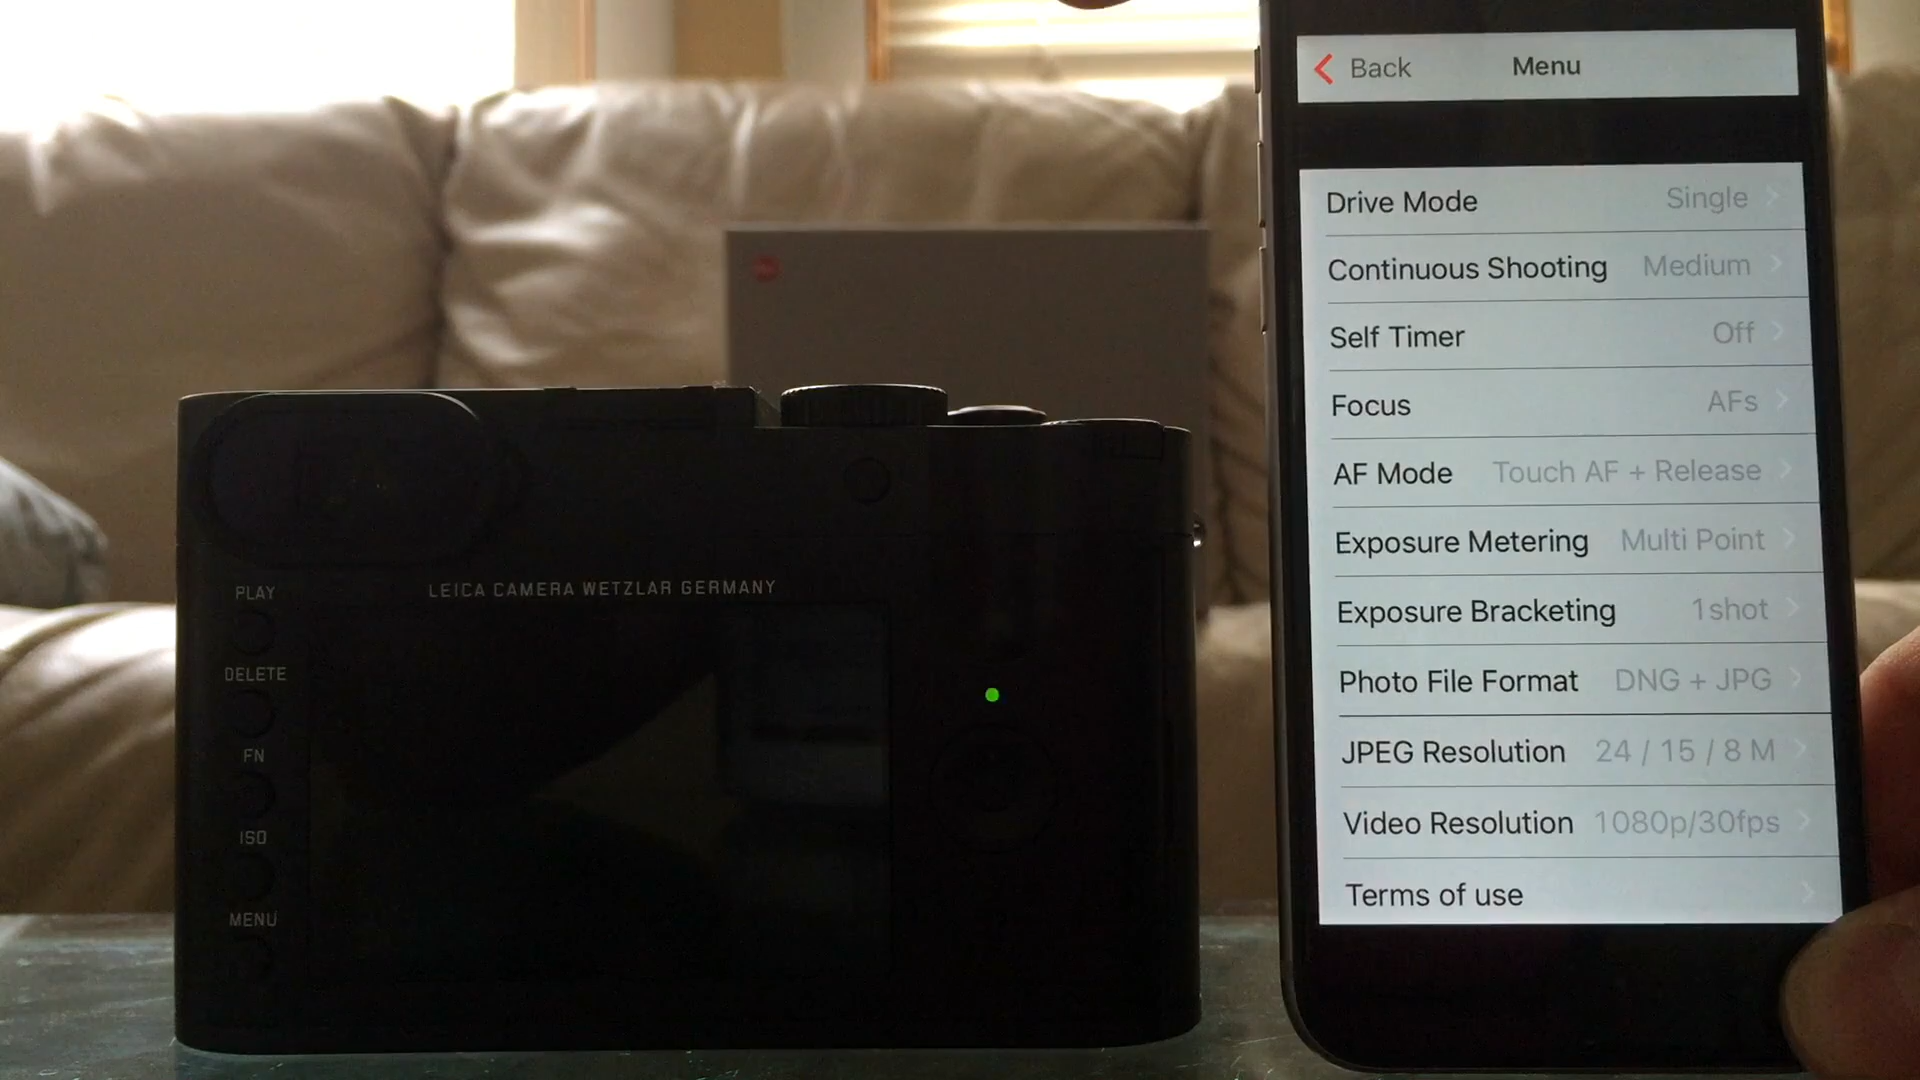 LEICA CAMERA WETZLAR GERMANY
PLAY
DELETE
FN
ISO
MENU
Back Menu
Drive Mode Single
Continuous Shooting Medium
Self Timer Off
Focus AFs
AF Mode Touch AF + Release
Exposure Metering Multi Point
Exposure Bracketing 1shot
Photo File Format DNG + JPG
JPEG Resolution 24 / 15 / 8 M
Video Resolution 1080p/30fps
Terms of use